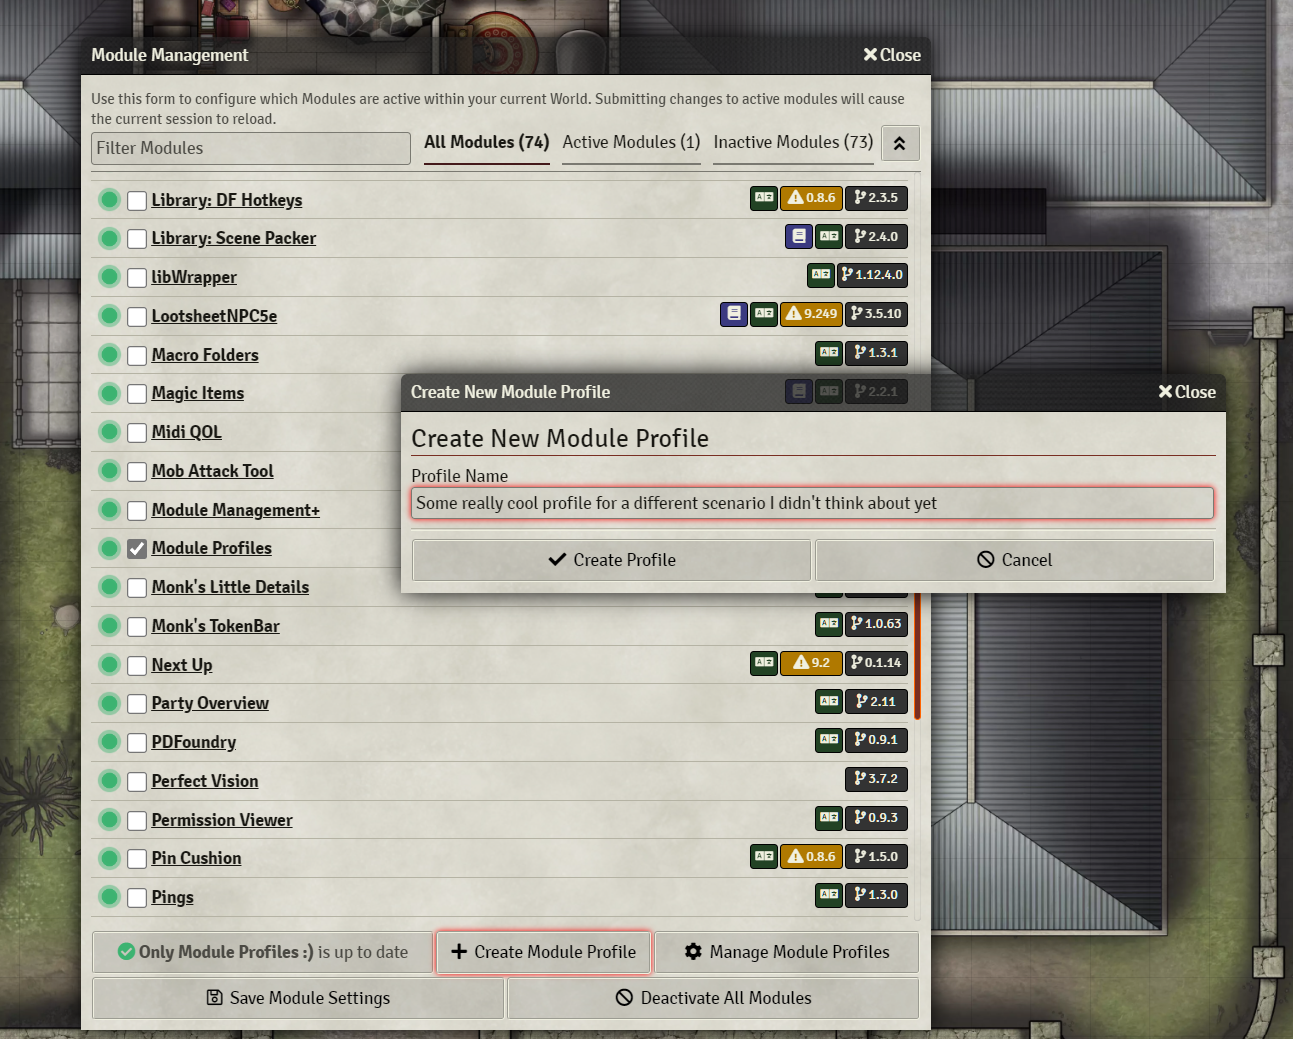 Module Management
Close
Use this form to configure which Modules are active within your current World. Submitting changes to active modules will cause
the current session to reload.
Filter Modules
All Modules (74)
Active Modules (1)
Inactive Modules (73)
Library: DF Hotkeys
0.8.6
2.3.5
Library: Scene Packer
2.4.0
libWrapper
1.12.4.0
LootsheetNPC5e
9.249
3.5.10
Macro Folders
1.3.1
Magic Items
2.2.1
Midi QOL
Mob Attack Tool
Module Management+
Module Profiles
Monk's Little Details
Create New Module Profile
Close
Create New Module Profile
Profile Name
Some really cool profile for a different scenario I didn't think about yet
Create Profile
Cancel
Monk's TokenBar
1.0.63
Next Up
9.2
0.1.14
Party Overview
2.11
PDFoundry
0.9.1
Perfect Vision
3.7.2
Permission Viewer
0.9.3
Pin Cushion
0.8.6
1.5.0
Pings
1.3.0
Only Module Profiles :) is up to date
Create Module Profile
Manage Module Profiles
Save Module Settings
Deactivate All Modules